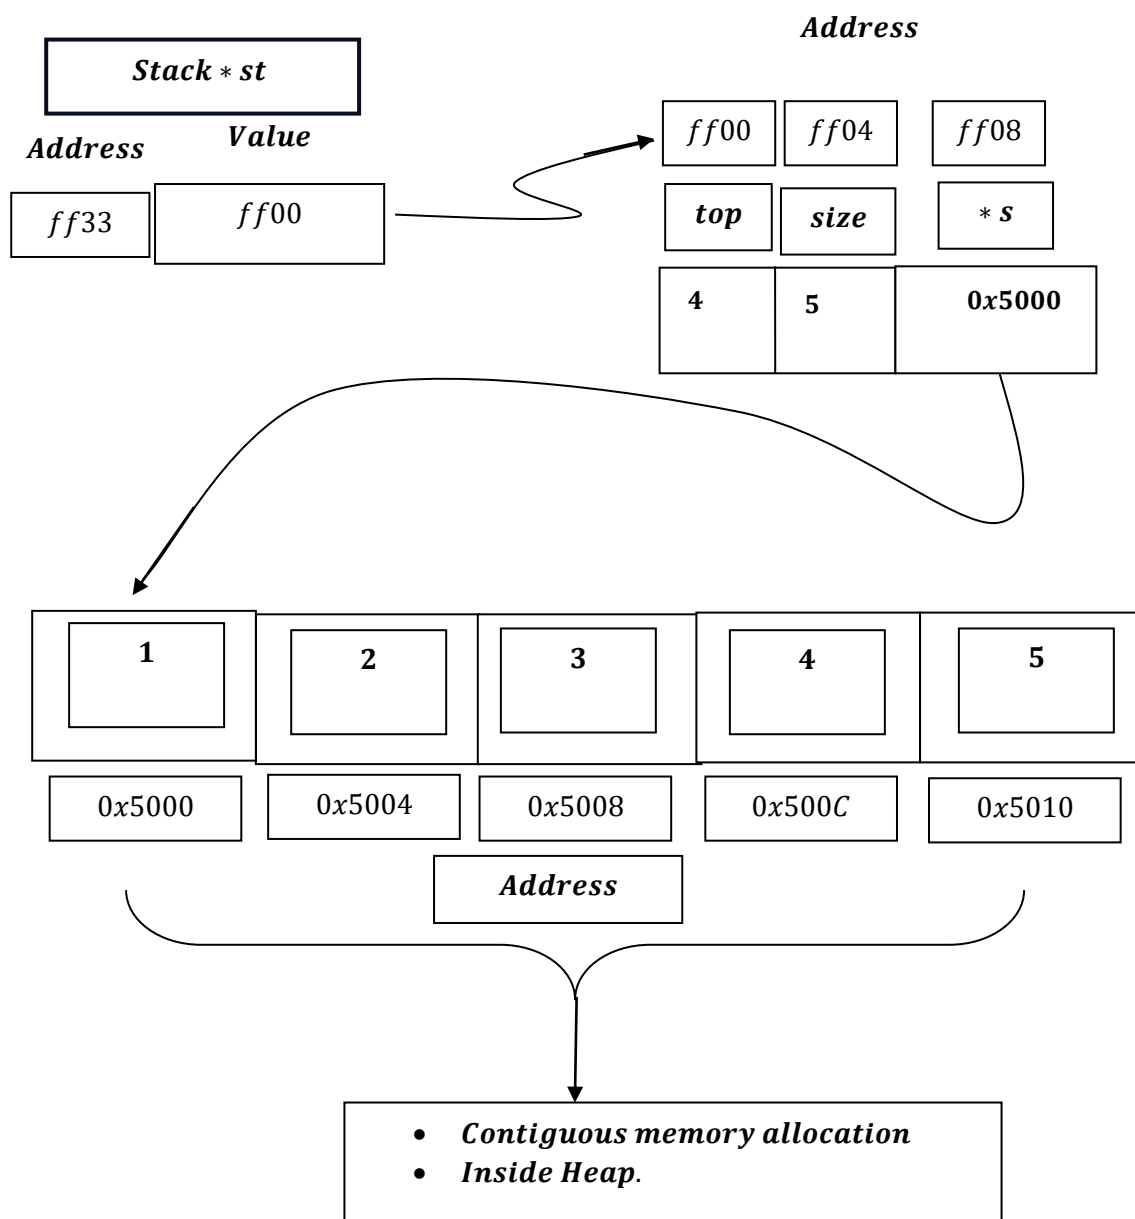 Address
Stack * st
Address Value
ff33 ff00
ff00 ff04 ff08
top size * s
4 5 0x5000
1 2 3 4 5
0x5000 0x5004 0x5008 0x500C 0x5010
Address
• Contiguous memory allocation
• Inside Heap.